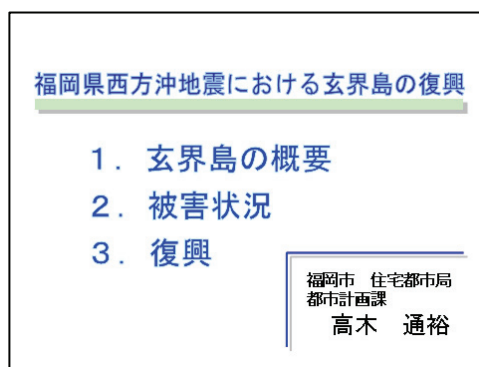 福岡県西方沖地震における玄界島の復興
１．玄界島の概要
２．被害状況
３．復興
福岡市　住宅都市局
都市計画課
高木　通裕